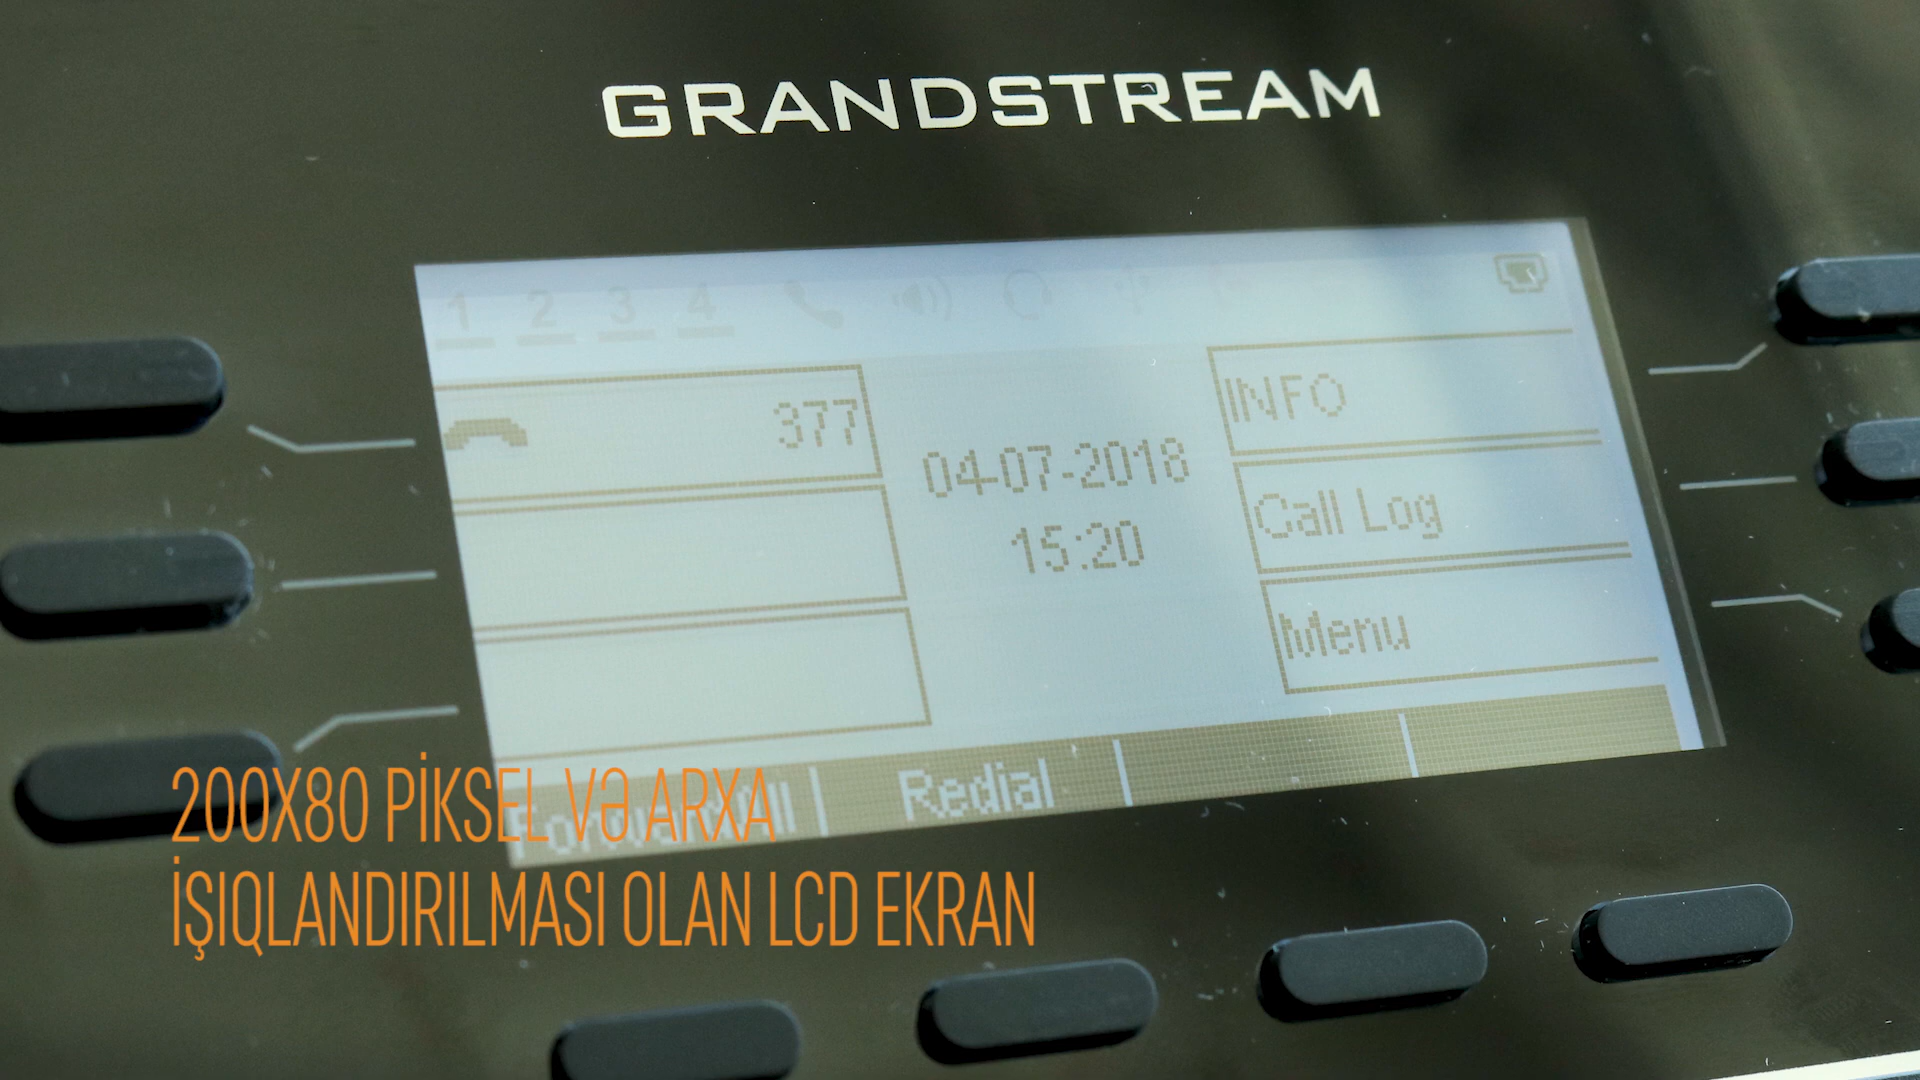 GRANDSTREAM
1 2 3 4
377
04-07-2018
15:20
INFO
Call Log
Menu
ForwardAll
Redial
200X80 PİKSEL VƏ ARXA
İŞIQLANDIRILMASI OLAN LCD EKRAN